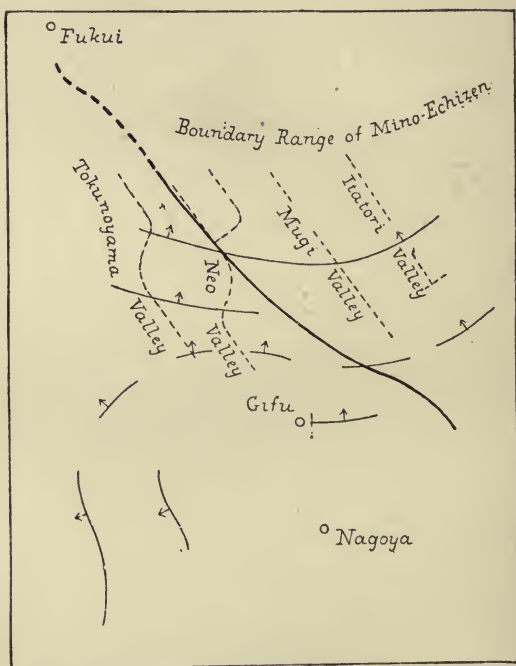 Fukui
Boundary Range of Mino-Echizen
Tokunoyama
Valley
Neo
Valley
Mugi
Valley
Itatori
Valley
Gifu
Nagoya